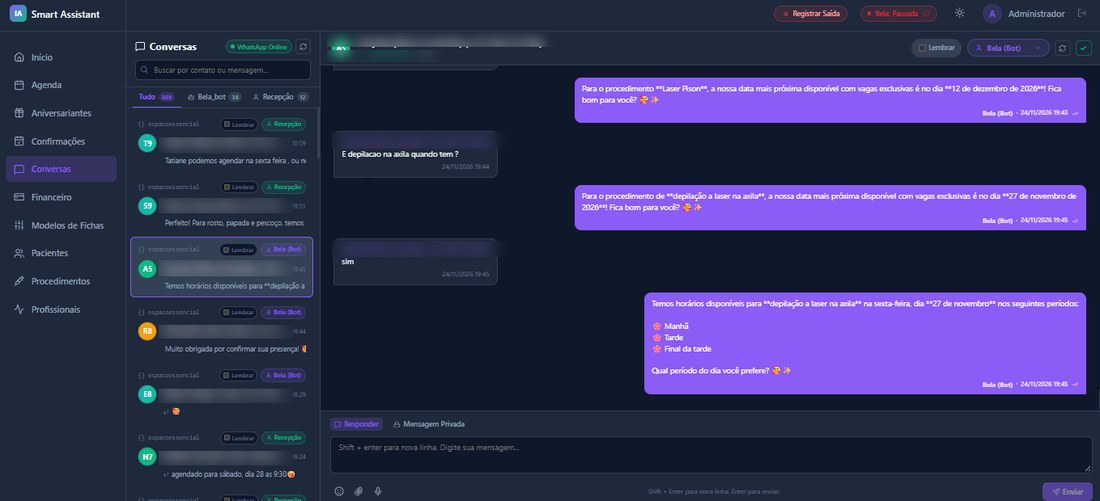 IA Smart Assistant
Registrar Saída
Bela: Pausada
A Administrador
Início
Agenda
Aniversariantes
Confirmações
Conversas
Financeiro
Modelos de Fichas
Pacientes
Procedimentos
Profissionais
Conversas
WhatsApp Online
Buscar por contato ou mensagem...
Tudo
Bela_bot 38
Recepção 12
{} espacoessencial Lembrar Recepção
T9 10:59
Tatiane podemos agendar na sexta feira , ou n
{} espacoessencial Lembrar Recepção
S9 19:51
Perfeito! Para rosto, papada e pescoço, temos
{} espacoessencial Lembrar Bela (Bot)
A5 19:45
Temos horários disponíveis para **depilação a
{} espacoessencial Lembrar Bela (Bot)
R8 19:44
Muito obrigada por confirmar sua presença!
{} espacoessencial Lembrar Bela (Bot)
E8 18:29
{} espacoessencial Lembrar Recepção
N7 18:24
agendado para sábado, dia 28 as 9:30
{} espacoessencial Lembrar Recepção
Lembrar
Bela (Bot)
Para o procedimento **Laser Pison**, a nossa data mais próxima disponível com vagas exclusivas é no dia **12 de dezembro de 2026**! Fica
bom para você? 🥰 ✨
Bela (Bot) - 24/11/2026 19:43
E depilacao na axila quando tem ?
24/11/2026 19:44
Para o procedimento de **depilação a laser na axila**, a nossa data mais próxima disponível com vagas exclusivas é no dia **27 de novembro de
2026**! Fica bom para você? 🥰 ✨
Bela (Bot) - 24/11/2026 19:45
sim
24/11/2026 19:45
Temos horários disponíveis para **depilação a laser na axila** na sexta-feira, dia **27 de novembro** nos seguintes períodos:
🌸 Manhã
🌸 Tarde
🌸 Final da tarde
Qual período do dia você prefere? 🥰 ✨
Bela (Bot) - 24/11/2026 19:45
Responder
Mensagem Privada
Shift + enter para nova linha. Digite sua mensagem...
Shift + Enter para nova linha. Enter para enviar.
Enviar